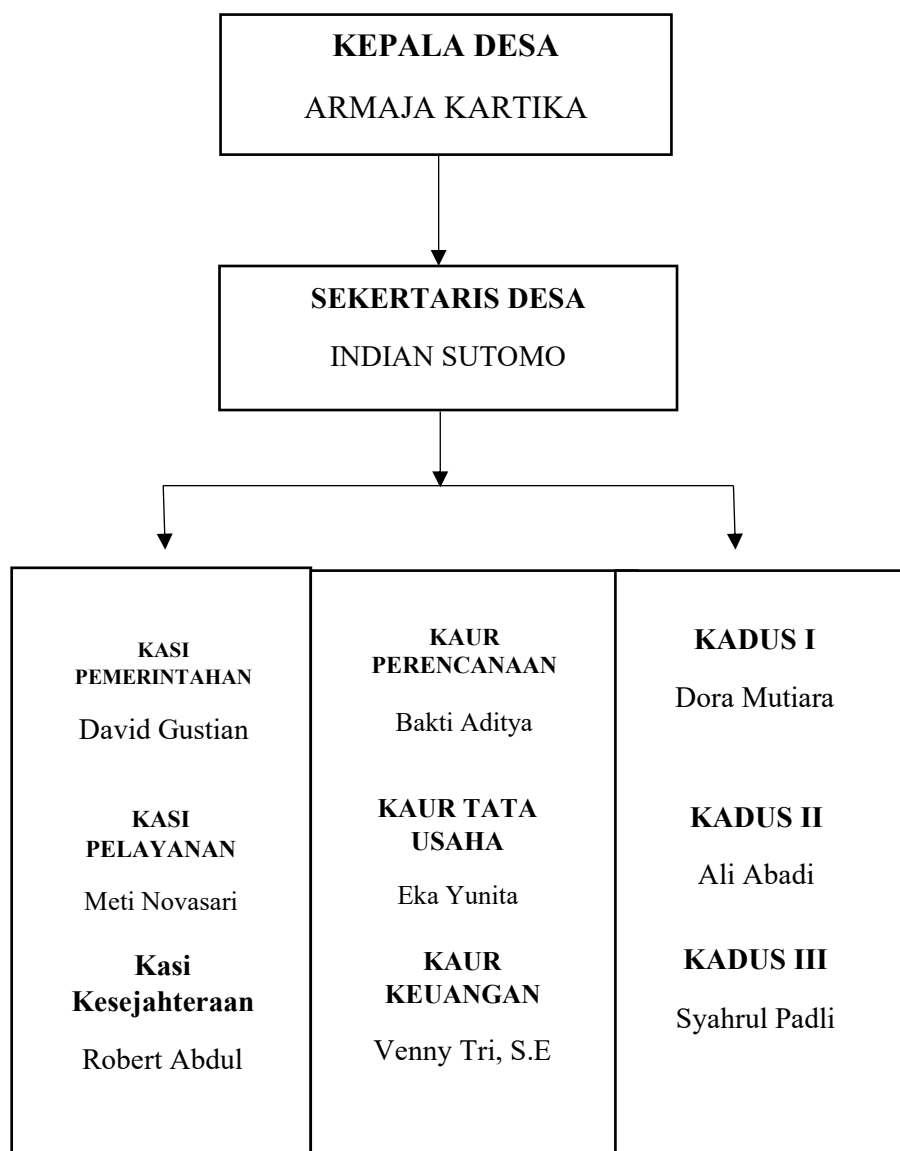 KEPALA DESA
ARMAJA KARTIKA
SEKERTARIS DESA
INDIAN SUTOMO
KASI
PEMERINTAHAN
David Gustian
KASI
PELAYANAN
Meti Novasari
Kasi
Kesejahteraan
Robert Abdul
KAUR
PERENCANAAN
Bakti Aditya
KAUR TATA
USAHA
Eka Yunita
KAUR
KEUANGAN
Venny Tri, S.E
KADUS I
Dora Mutiara
KADUS II
Ali Abadi
KADUS III
Syahrul Padli